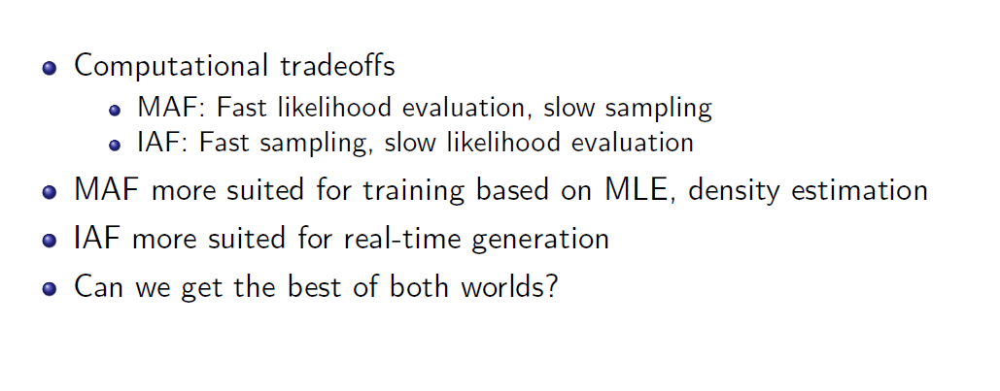 Computational tradeoffs
MAF: Fast likelihood evaluation, slow sampling
IAF: Fast sampling, slow likelihood evaluation
MAF more suited for training based on MLE, density estimation
IAF more suited for real-time generation
Can we get the best of both worlds?